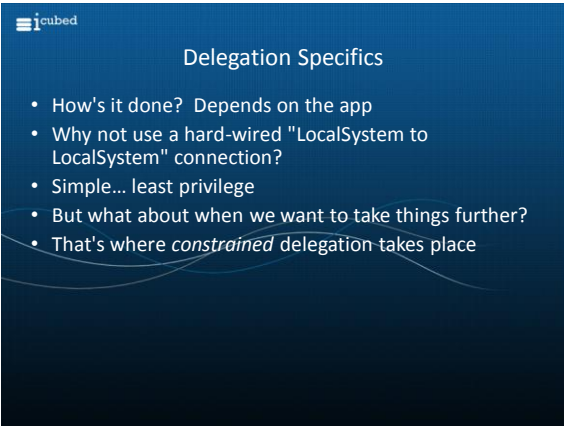 icubed
Delegation Specifics
• How's it done? Depends on the app
• Why not use a hard-wired "LocalSystem to
LocalSystem" connection?
• Simple... least privilege
• But what about when we want to take things further?
• That's where constrained delegation takes place